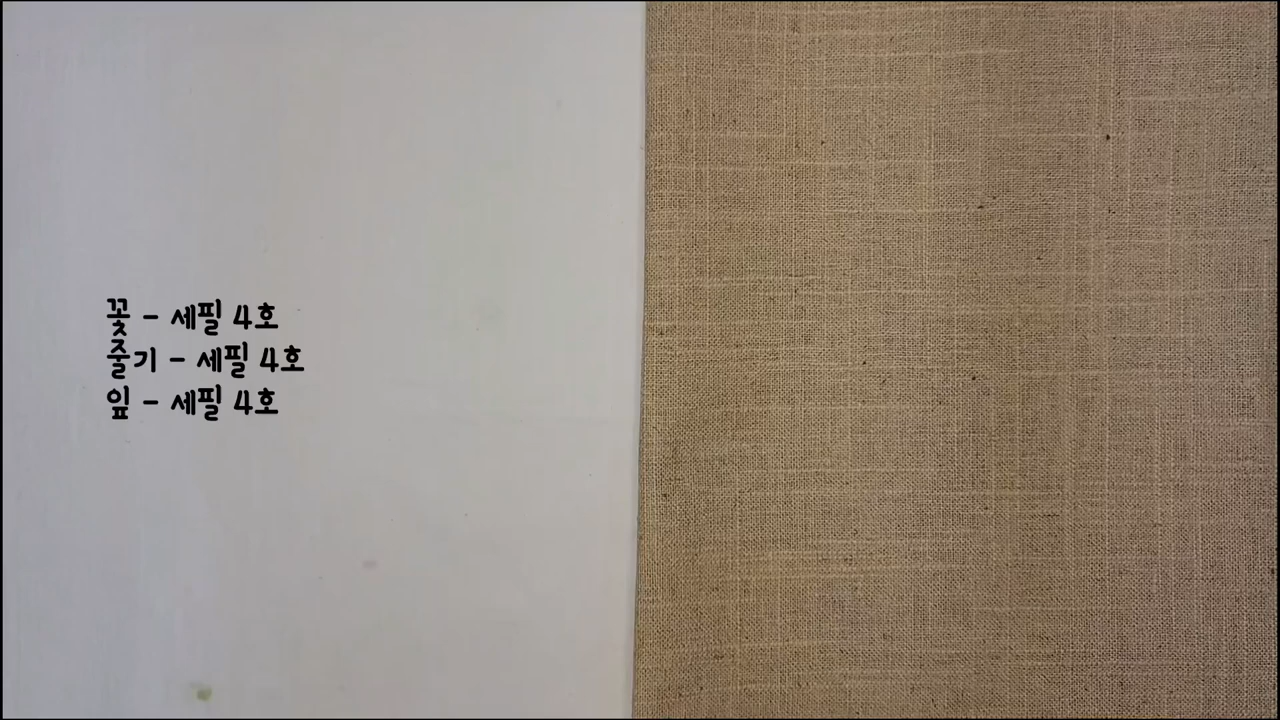 꽃 - 세필 4호
줄기 - 세필 4호
잎 - 세필 4호